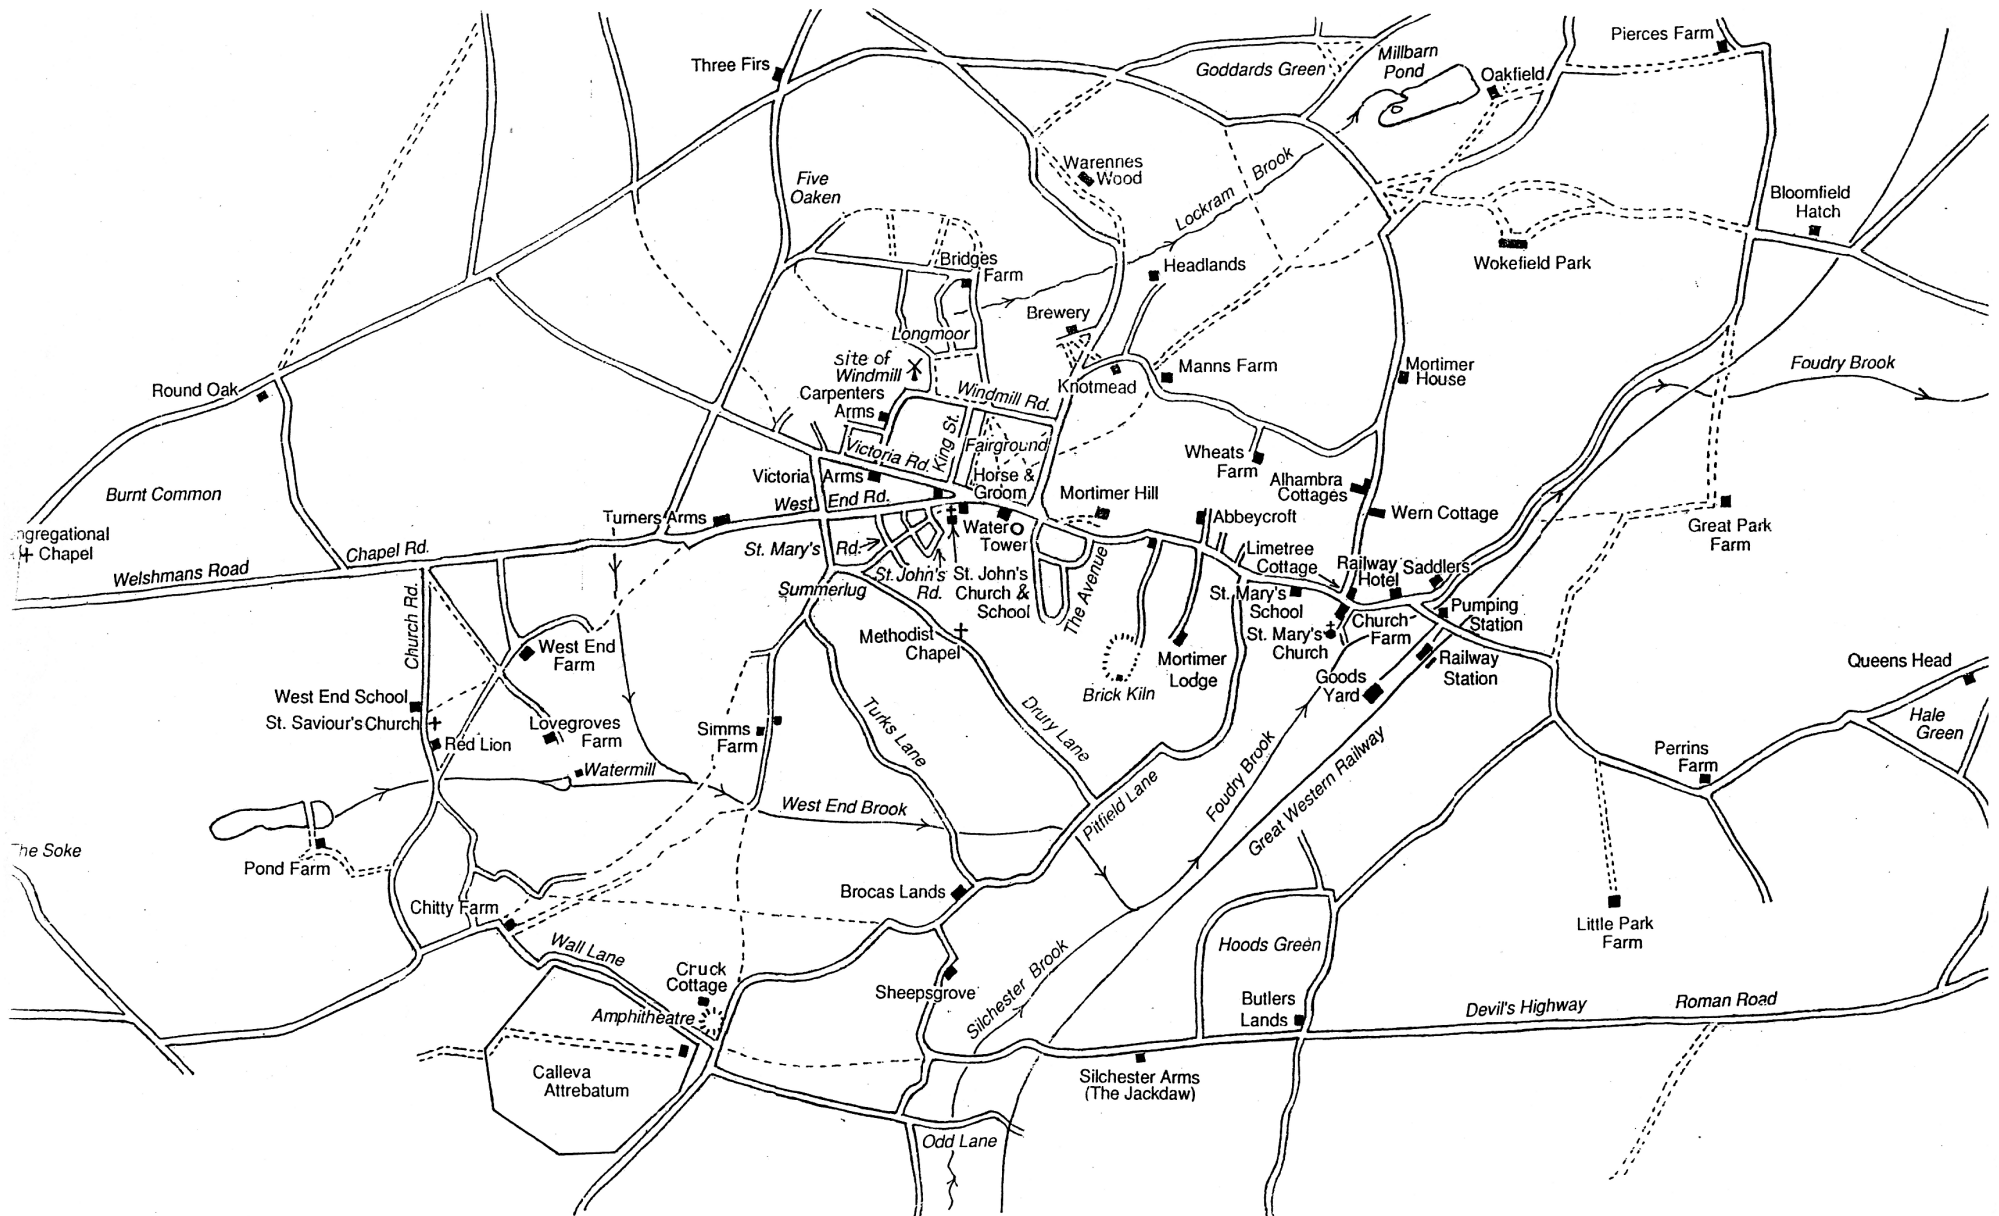 Pierces Farm
Three Firs
Goddards Green
Millbarn
Pond
Oakfield
Five
Oaken
Warennes
Wood
Lockram Brook
Bloomfield
Hatch
Wokefield Park
Bridges
Farm
Headlands
Brewery
Longmoor
site of
Windmill
Round Oak
Carpenters
Arms
Windmill Rd.
Knotmead
Manns Farm
Mortimer
House
Foudry Brook
King St.
Victoria Rd.
Fairground
Wheats
Farm
Burnt Common
Victoria Arms
Horse &
Groom
West End Rd.
Mortimer Hill
Alhambra
Cottages
Turners Arms
Water
Tower
Abbeycroft
Wern Cottage
Great Park
Farm
ngregational
Chapel
Chapel Rd.
Welshmans Road
St. Mary's Rd.
St. John's
Rd.
St. John's
Church &
School
Summerlug
The Avenue
Limetree
Cottage
Railway
Hotel
Saddlers
St. Mary's
School
Church
Farm
Pumping
Station
Church Rd.
Methodist
Chapel
St. Mary's
Church
West End
Farm
Brick Kiln
Mortimer
Lodge
Goods
Yard
Railway
Station
Queens Head
West End School
St. Saviour's Church
Lovegroves
Farm
Red Lion
Simms
Farm
Turks Lane
Drury Lane
Hale
Green
Perrins
Farm
Watermill
West End Brook
Pitfield Lane
Foudry Brook
Great Western Railway
The Soke
Pond Farm
Brocas Lands
Chitty Farm
Little Park
Farm
Wall Lane
Hoods Green
Cruck
Cottage
Sheepsgrove
Silchester Brook
Amphitheatre
Butlers
Lands
Devil's Highway
Roman Road
Calleva
Attrebatum
Silchester Arms
(The Jackdaw)
Odd Lane